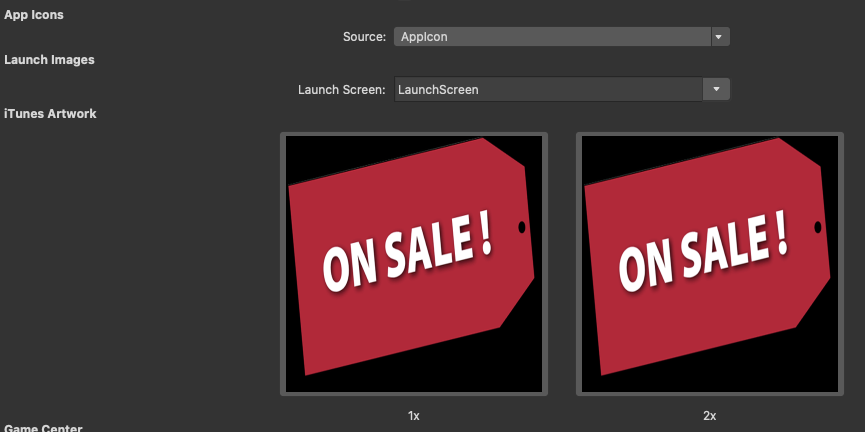 App Icons
Source: AppIcon
Launch Images
Launch Screen: LaunchScreen
iTunes Artwork
ON SALE !
ON SALE !
1x
2x
Game Center